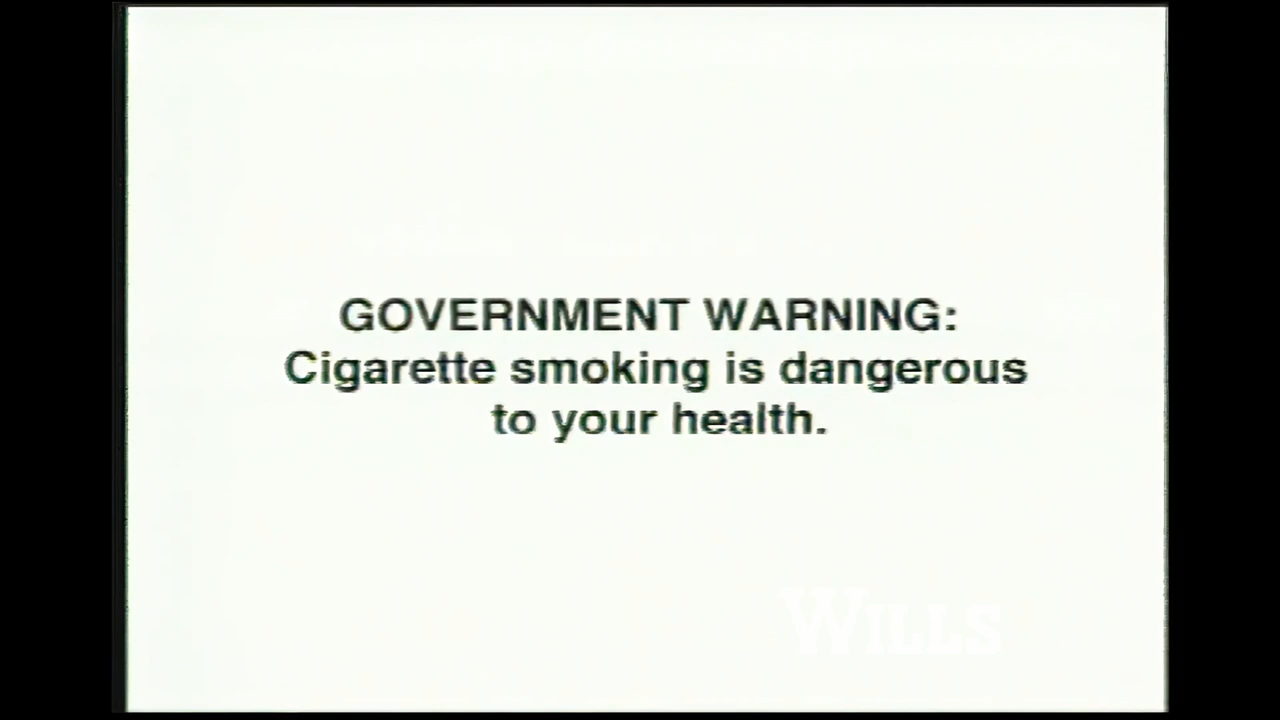 GOVERNMENT WARNING:
Cigarette smoking is dangerous
to your health.
WILLS